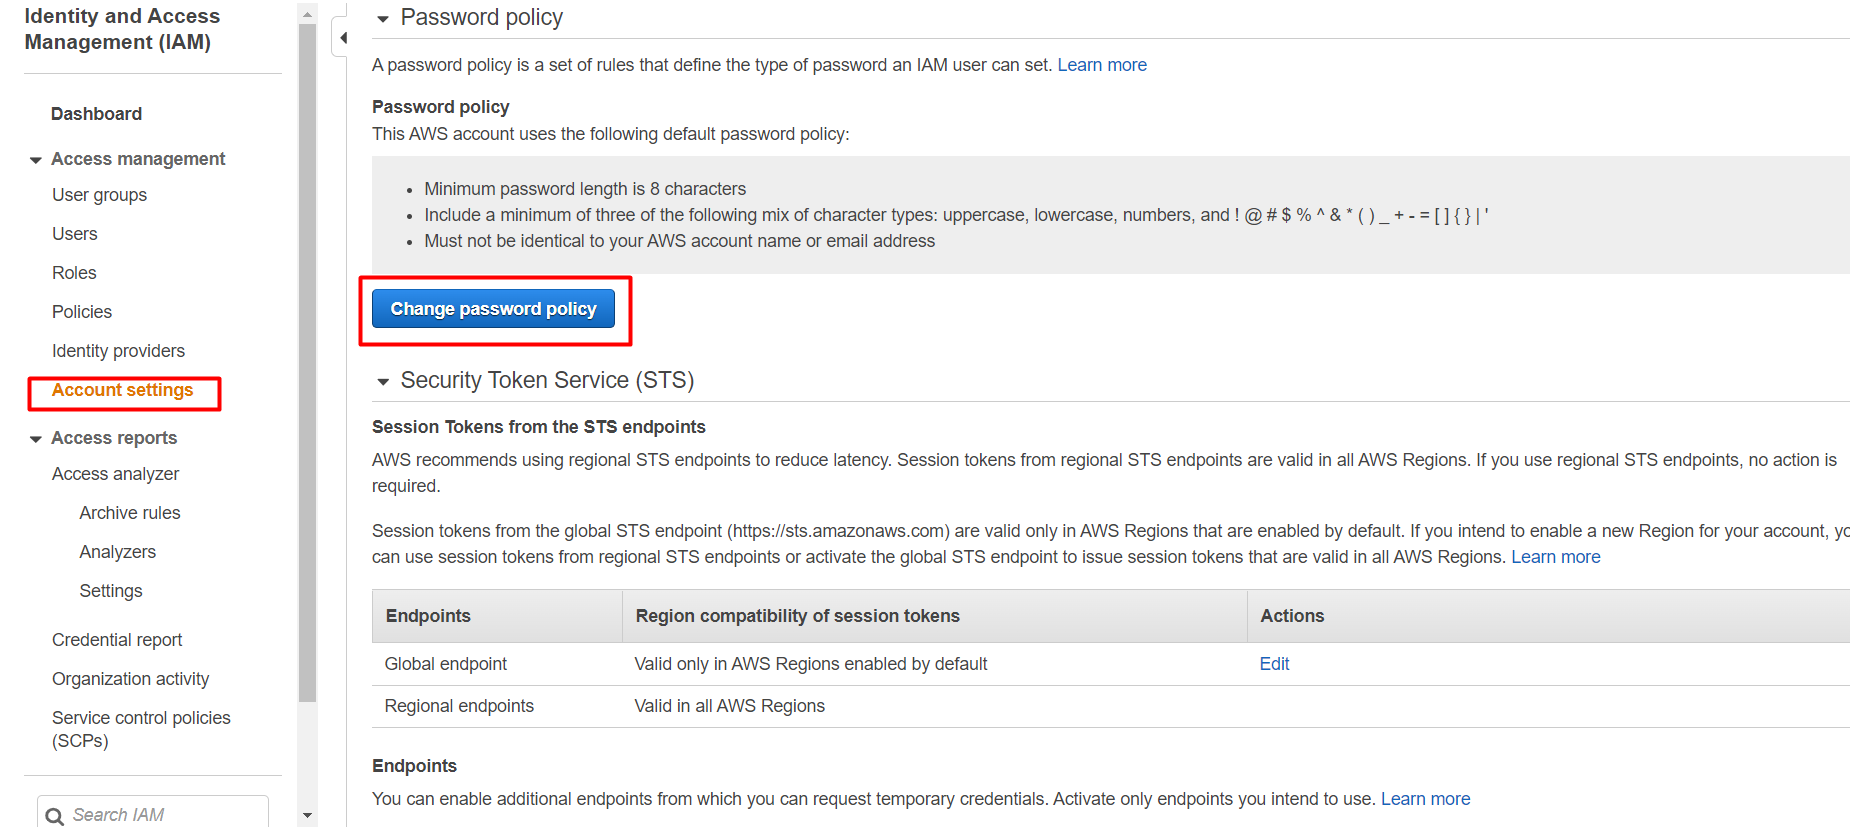 Identity and Access
Management (IAM)
Dashboard
Access management
User groups
Users
Roles
Policies
Identity providers
Account settings
Access reports
Access analyzer
Archive rules
Analyzers
Settings
Credential report
Organization activity
Service control policies
(SCPs)
Search IAM
Password policy
A password policy is a set of rules that define the type of password an IAM user can set. Learn more
Password policy
This AWS account uses the following default password policy:
• Minimum password length is 8 characters
• Include a minimum of three of the following mix of character types: uppercase, lowercase, numbers, and ! @ # $ % ^ & * ( ) _ + - = [ ] { } | '
• Must not be identical to your AWS account name or email address
Change password policy
Security Token Service (STS)
Session Tokens from the STS endpoints
AWS recommends using regional STS endpoints to reduce latency. Session tokens from regional STS endpoints are valid in all AWS Regions. If you use regional STS endpoints, no action is
required.
Session tokens from the global STS endpoint (https://sts.amazonaws.com) are valid only in AWS Regions that are enabled by default. If you intend to enable a new Region for your account,
can use session tokens from regional STS endpoints or activate the global STS endpoint to issue session tokens that are valid in all AWS Regions. Learn more
Endpoints Region compatibility of session tokens Actions
Global endpoint Valid only in AWS Regions enabled by default Edit
Regional endpoints Valid in all AWS Regions
Endpoints
You can enable additional endpoints from which you can request temporary credentials. Activate only endpoints you intend to use. Learn more